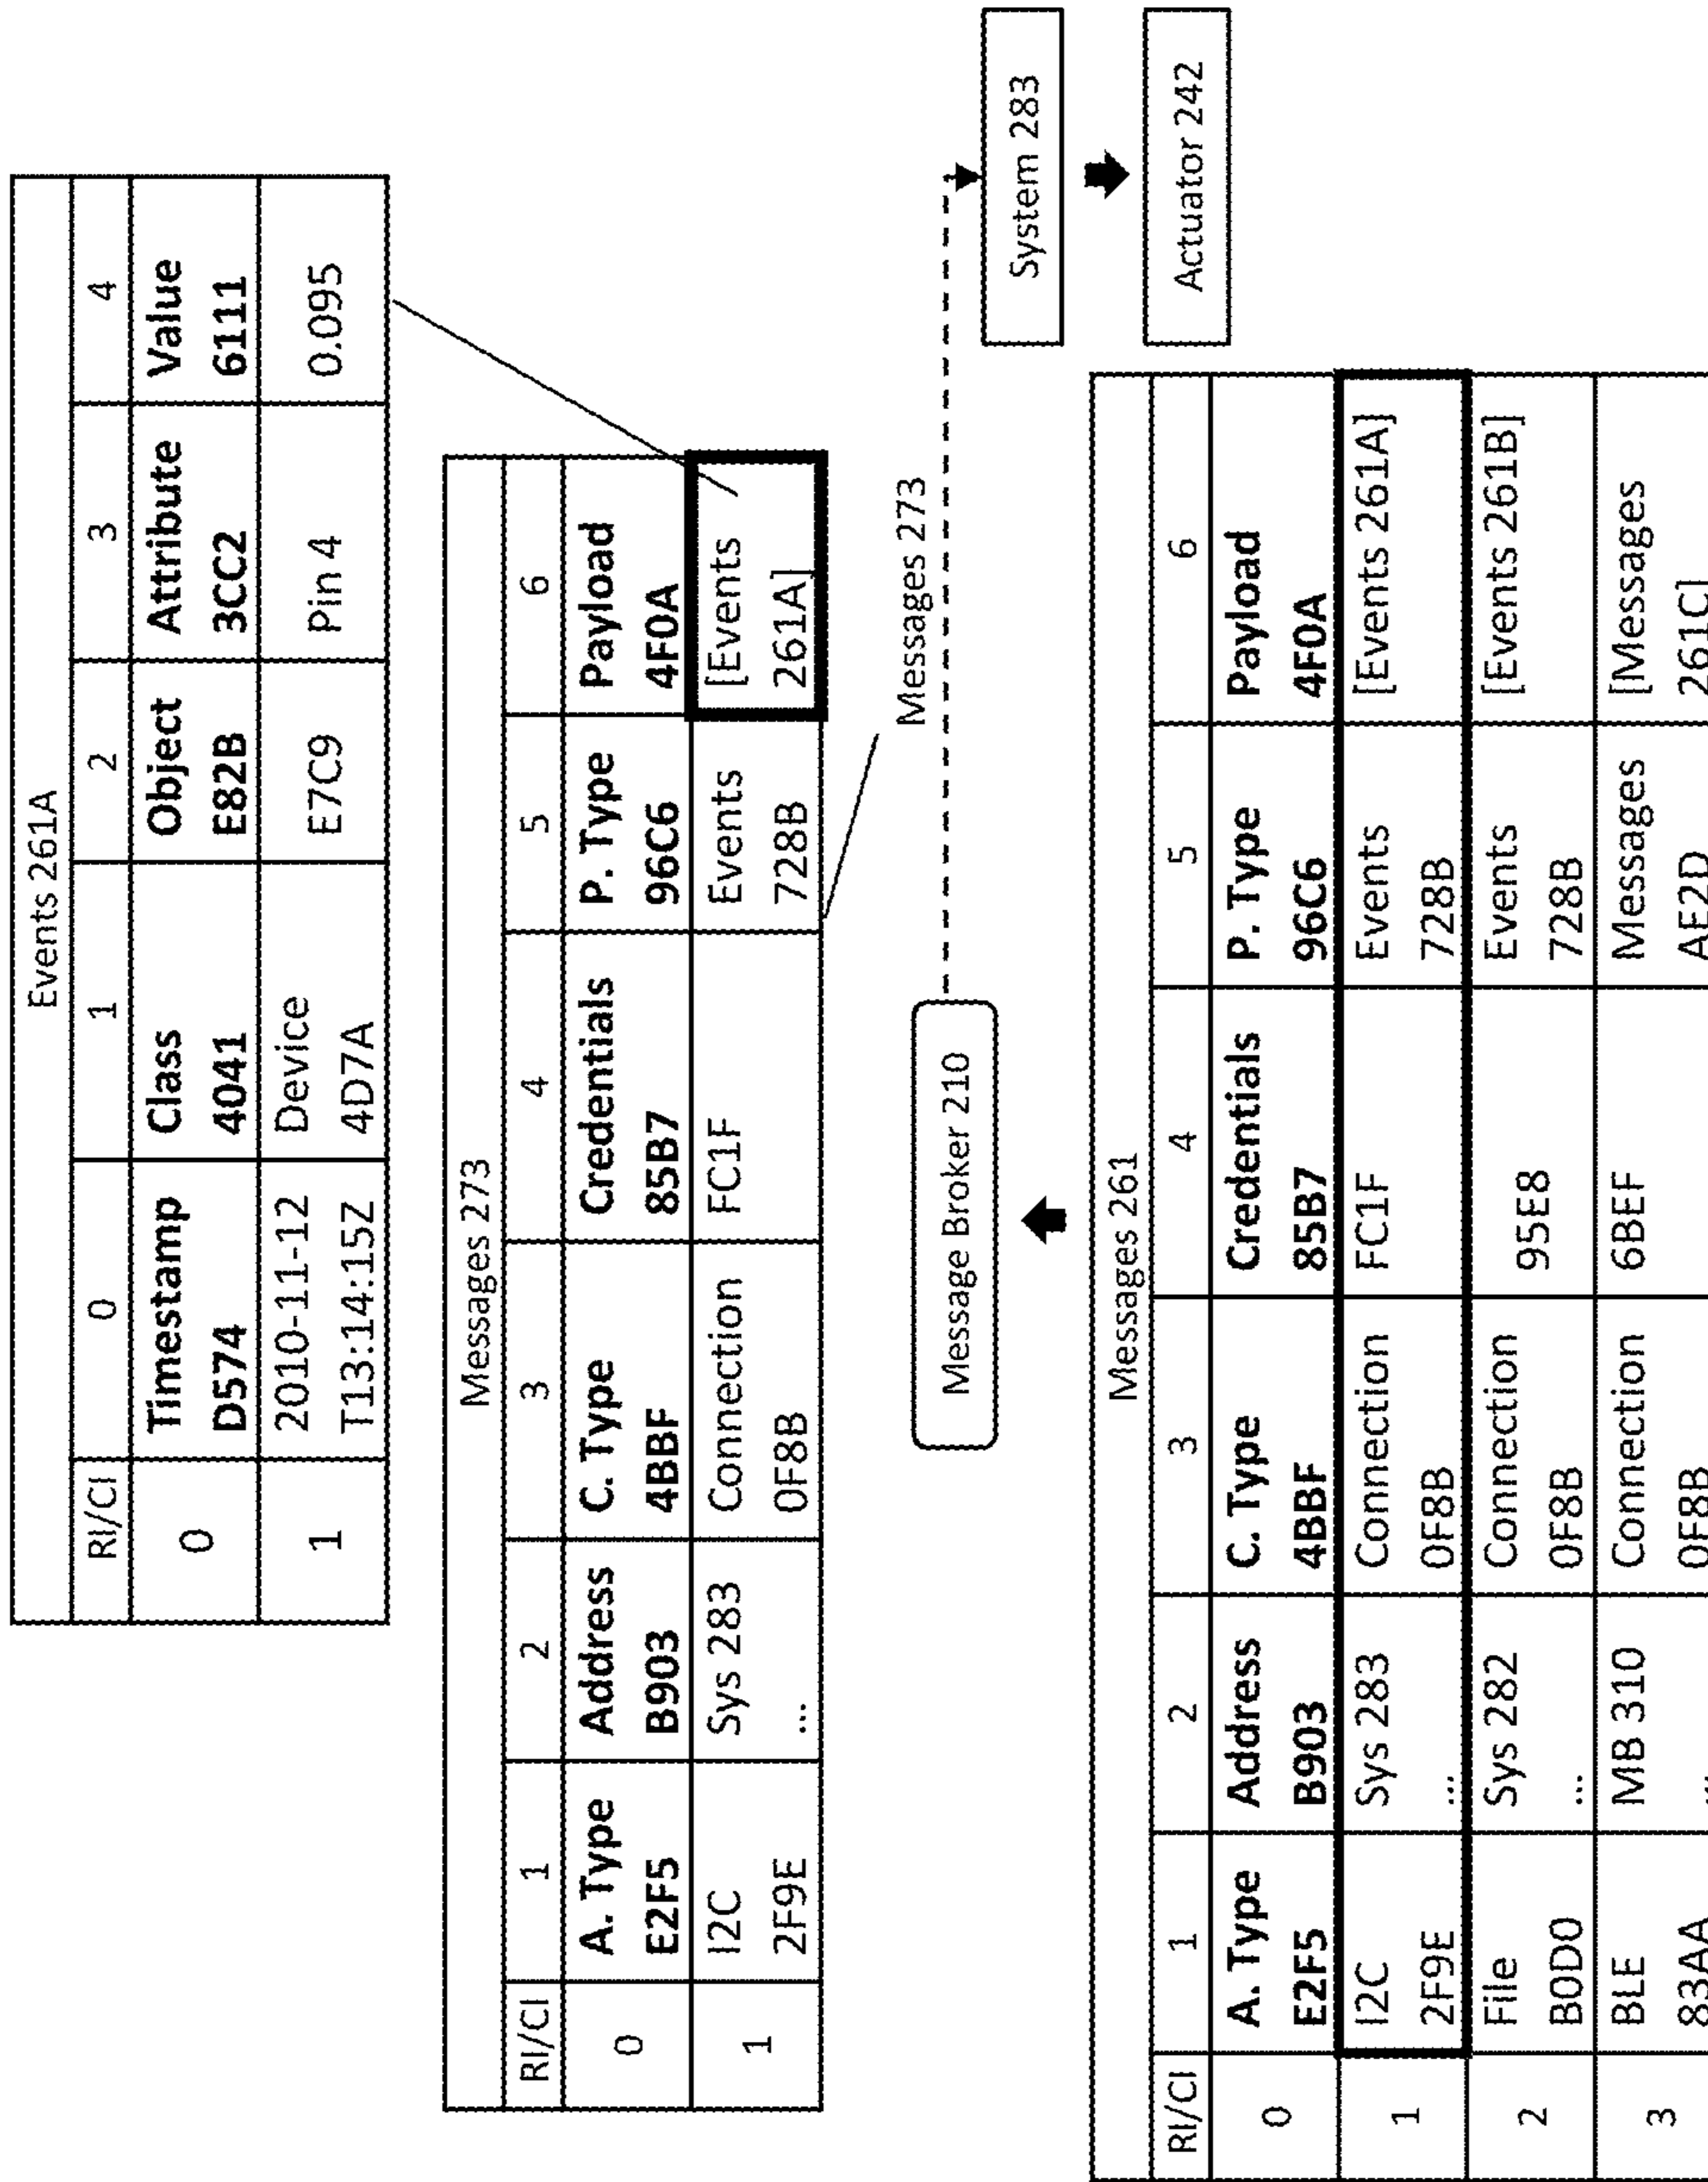 Events 261A
RI/CI 0 1 2 3 4
0 Timestamp Class Object Attribute Value
D574 4041 E82B 3CC2 6111
1 2010-11-12 Device E7C9 Pin 4 0.095
T13:14:15Z 4D7A
Messages 273
RI/CI 1 2 3 4 5 6
0 A. Type Address C. Type Credentials P. Type Payload
E2F5 B903 4BBF 85B7 96C6 4F0A
1 I2C Sys 283 Connection FC1F Events [Events
2F9E ... 0F8B 728B 261A]
Messages 273
Message Broker 210
System 283
Actuator 242
Messages 261
RI/CI 1 2 3 4 5 6
0 A. Type Address C. Type Credentials P. Type Payload
E2F5 B903 4BBF 85B7 96C6 4F0A
1 I2C Sys 283 Connection FC1F Events [Events 261A]
2F9E ... 0F8B 728B
2 File Sys 282 Connection 95E8 Events [Events 261B]
B0D0 ... 0F8B 728B
3 BLE MB 310 Connection 6BEF Messages [Messages
83AA ... 0F8B AE2D 261C]